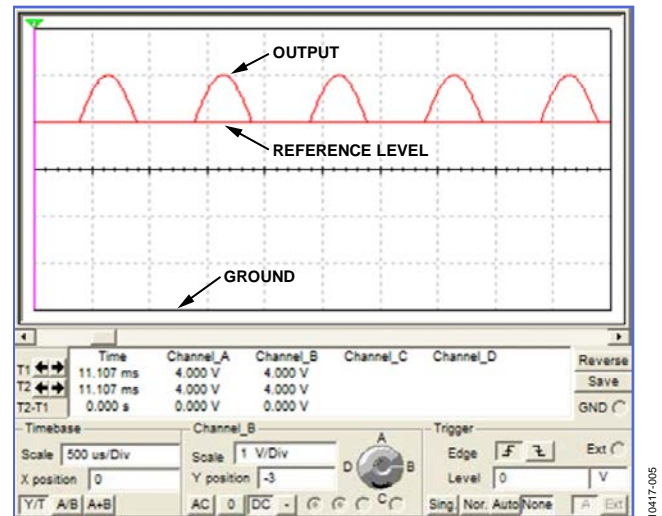 OUTPUT
REFERENCE LEVEL
GROUND
Time Channel_A Channel_B Channel_C Channel_D
T1 11.107 ms 4.000 V 4.000 V
T2 11.107 ms 4.000 V 4.000 V
T2-T1 0.000 s 0.000 V 0.000 V
Reverse
Save
GND
Timebase
Scale 500 us/Div
X position 0
Y/T A/B A+B
Channel_B
Scale 1 V/Div
Y position -3
AC 0 DC -
A
B
C
D
Trigger
Edge Ext
Level 0 V
Sing. Nor. Auto None A Ext
10417-005